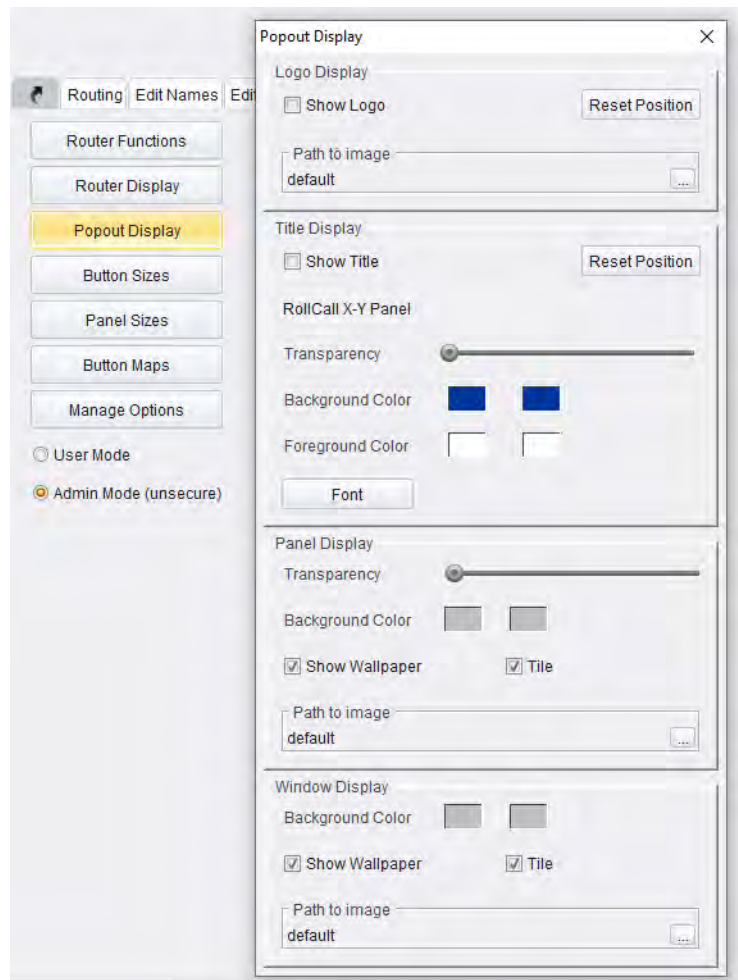 Routing Edit Names Edi
Router Functions
Router Display
Popout Display
Button Sizes
Panel Sizes
Button Maps
Manage Options
User Mode
Admin Mode (unsecure)
Popout Display
Logo Display
Show Logo Reset Position
Path to image
default ...
Title Display
Show Title Reset Position
RollCall X-Y Panel
Transparency
Background Color
Foreground Color
Font
Panel Display
Transparency
Background Color
Show Wallpaper Tile
Path to image
default ...
Window Display
Background Color
Show Wallpaper Tile
Path to image
default ...